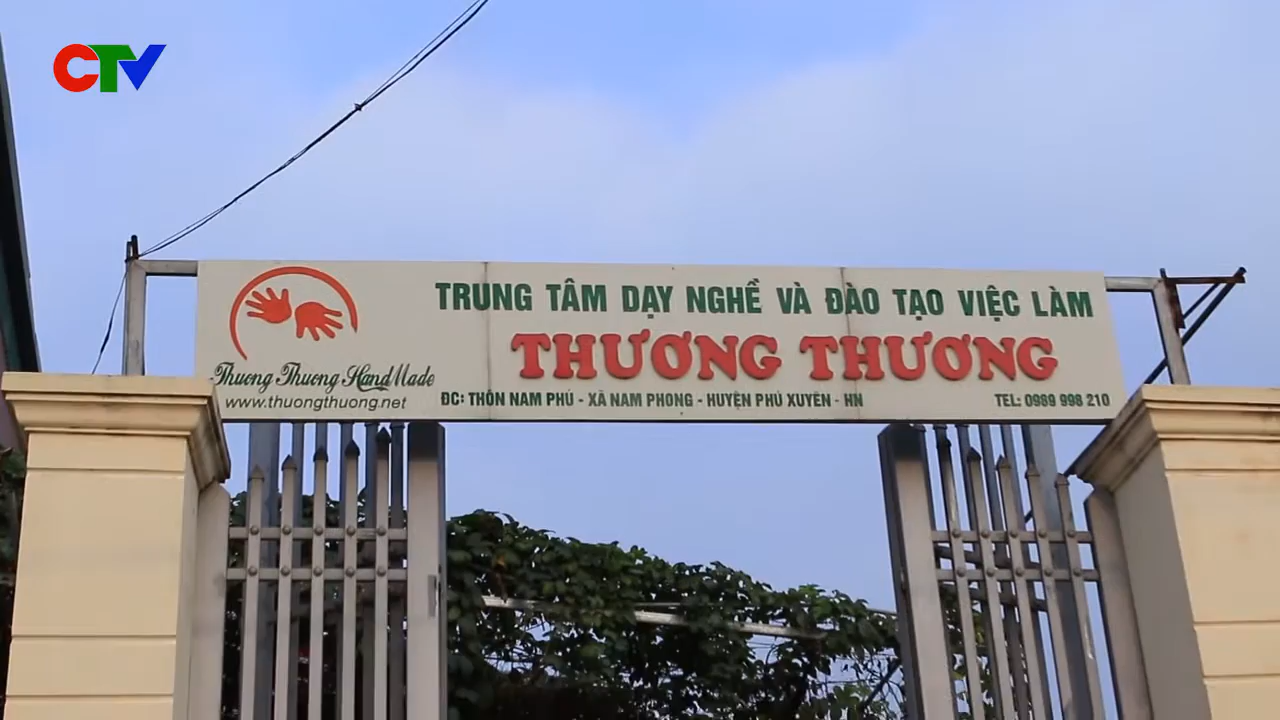 CTV
TRUNG TÂM DẠY NGHỀ VÀ ĐÀO TẠO VIỆC LÀM
THƯƠNG THƯƠNG
Thuong Thuong HandMade
www.thuongthuong.net
ĐC: THÔN NAM PHÚ - XÃ NAM PHONG - HUYỆN PHÚ XUYÊN - HN
TEL: 0989 998 210